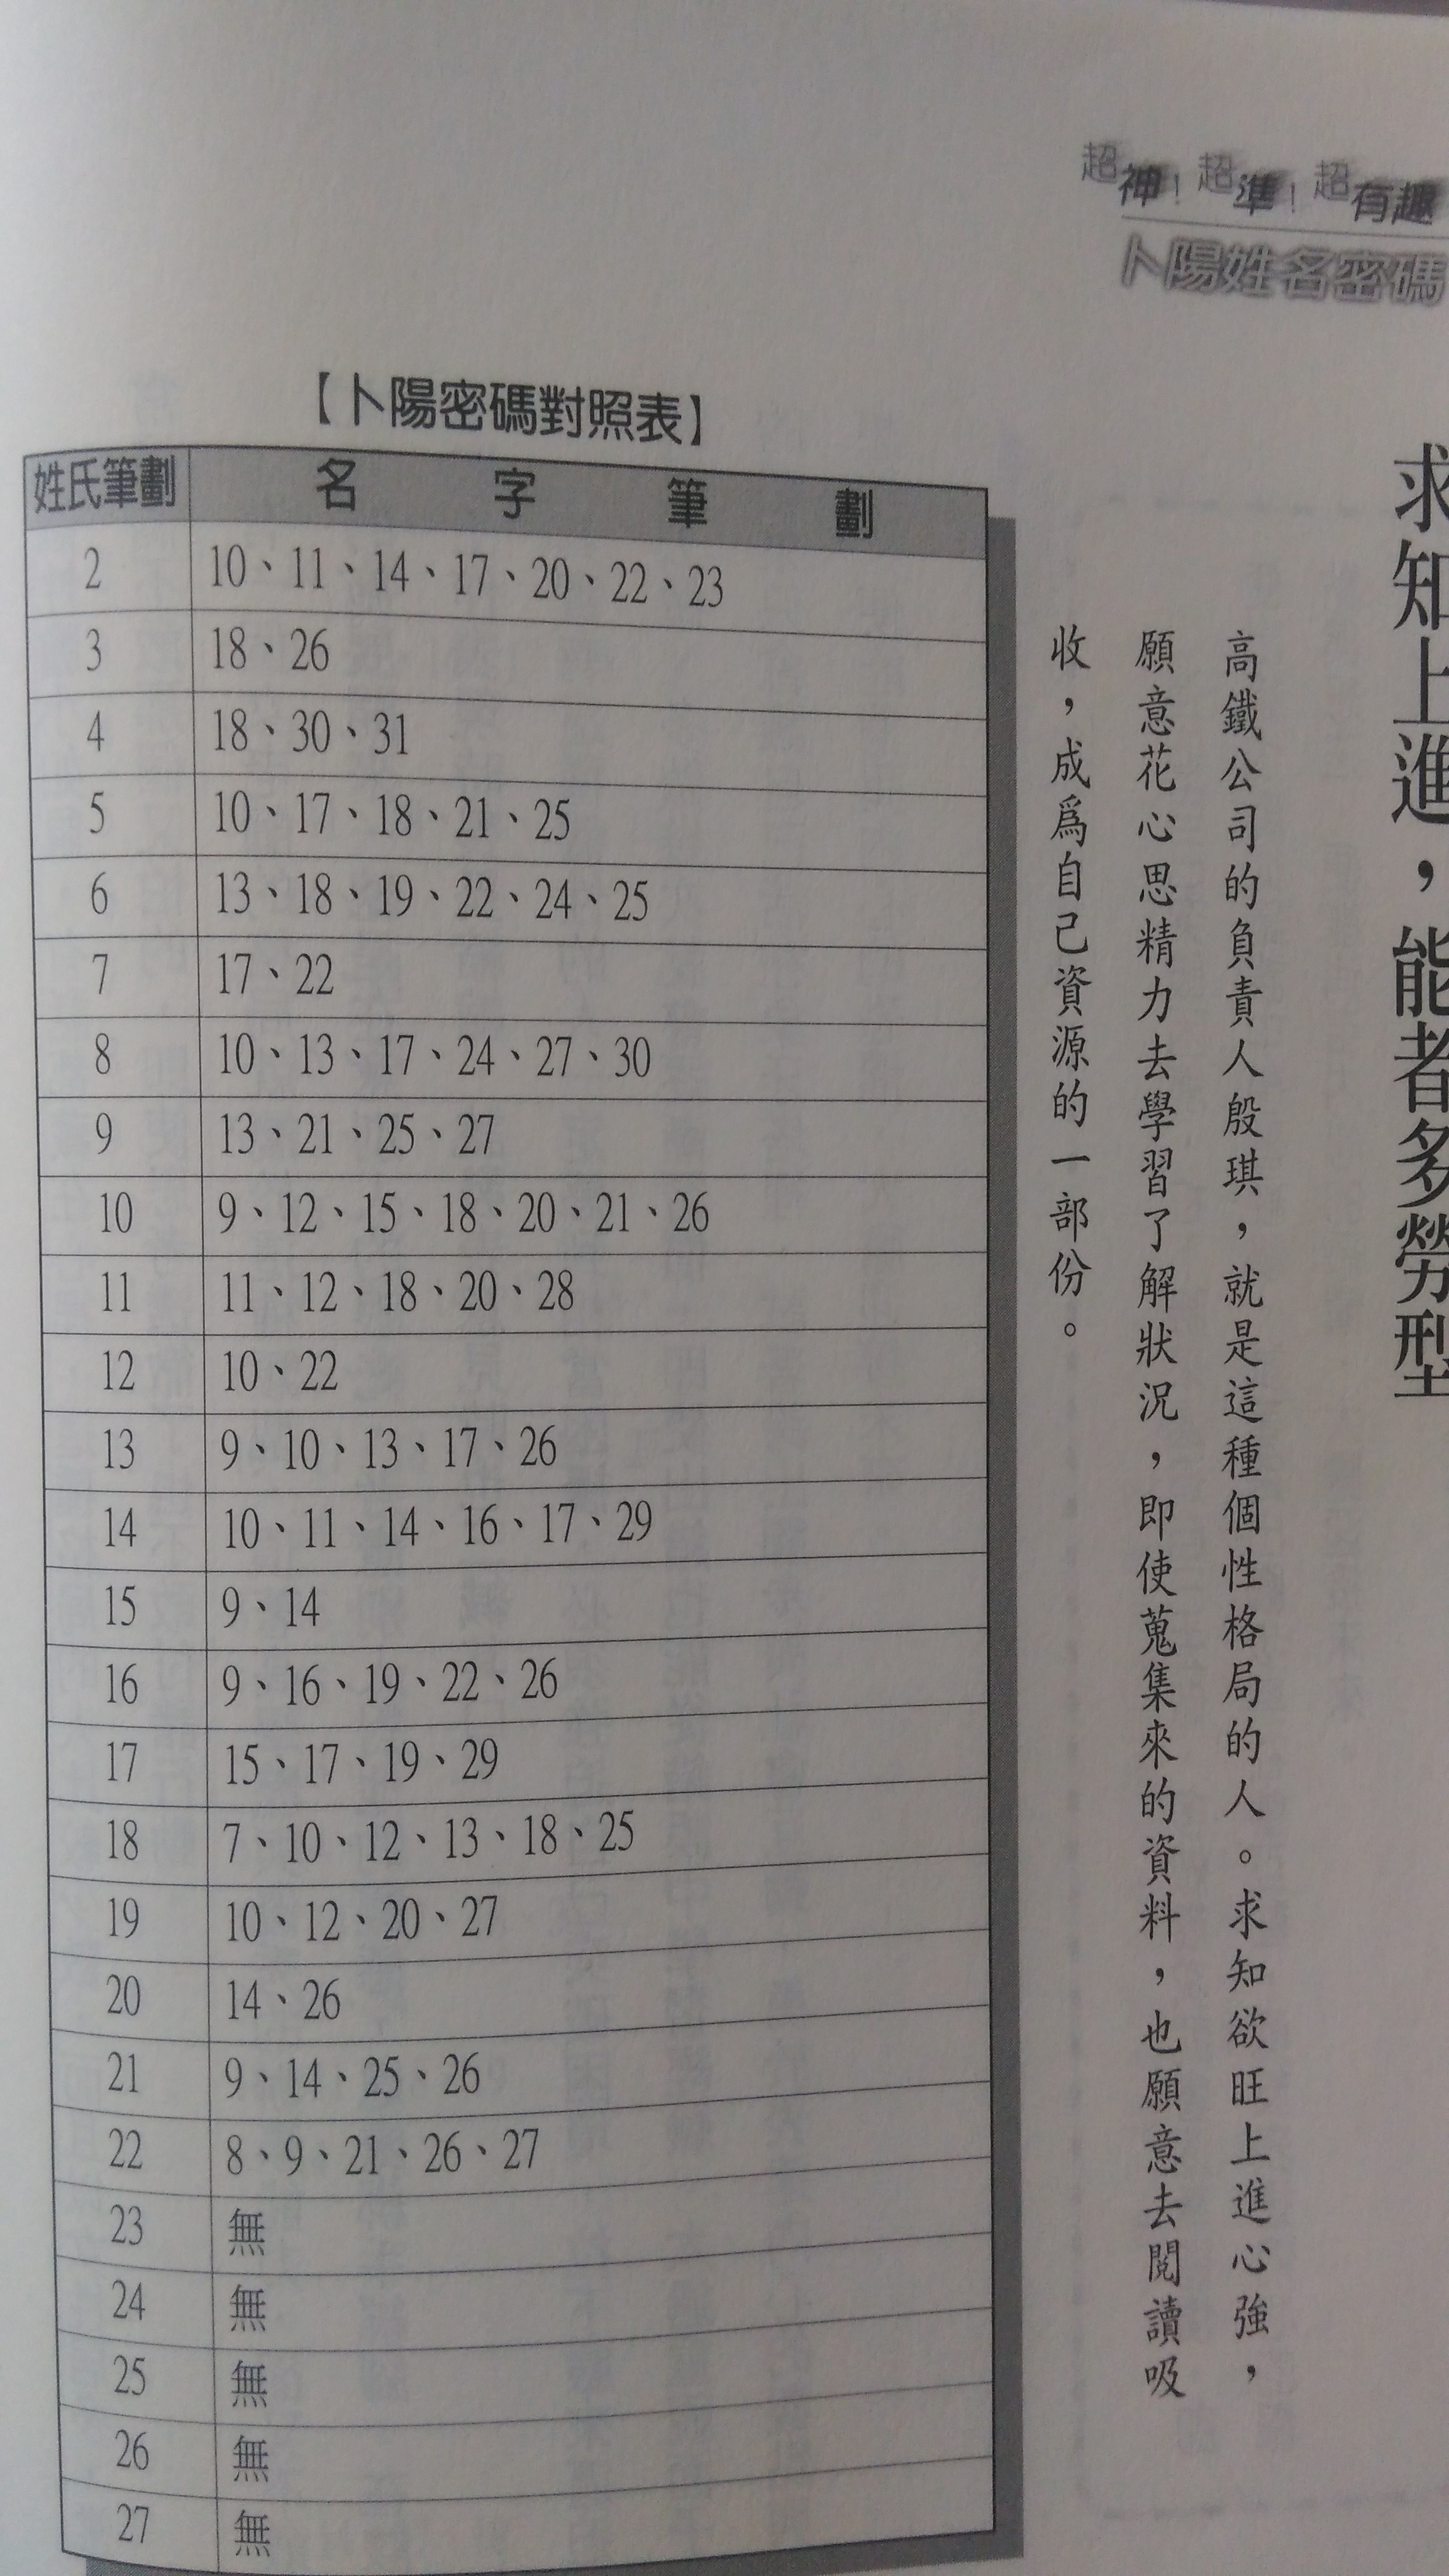 超神！超準！超有趣
卜陽姓名密碼
求知上進，能者多勞型
高鐵公司的負責人殷琪，就是這種個性格局的人。求知欲旺上進心強，
願意花心思精力去學習了解狀況，即使蒐集來的資料，也願意去閱讀吸
收，成爲自己資源的一部份。
【卜陽密碼對照表】
姓氏筆劃 名字筆劃
2 10、11、14、17、20、22、23
3 18、26
4 18、30、31
5 10、17、18、21、25
6 13、18、19、22、24、25
7 17、22
8 10、13、17、24、27、30
9 13、21、25、27
10 9、12、15、18、20、21、26
11 11、12、18、20、28
12 10、22
13 9、10、13、17、26
14 10、11、14、16、17、29
15 9、14
16 9、16、19、22、26
17 15、17、19、29
18 7、10、12、13、18、25
19 10、12、20、27
20 14、26
21 9、14、25、26
22 8、9、21、26、27
23 無
24 無
25 無
26 無
27 無